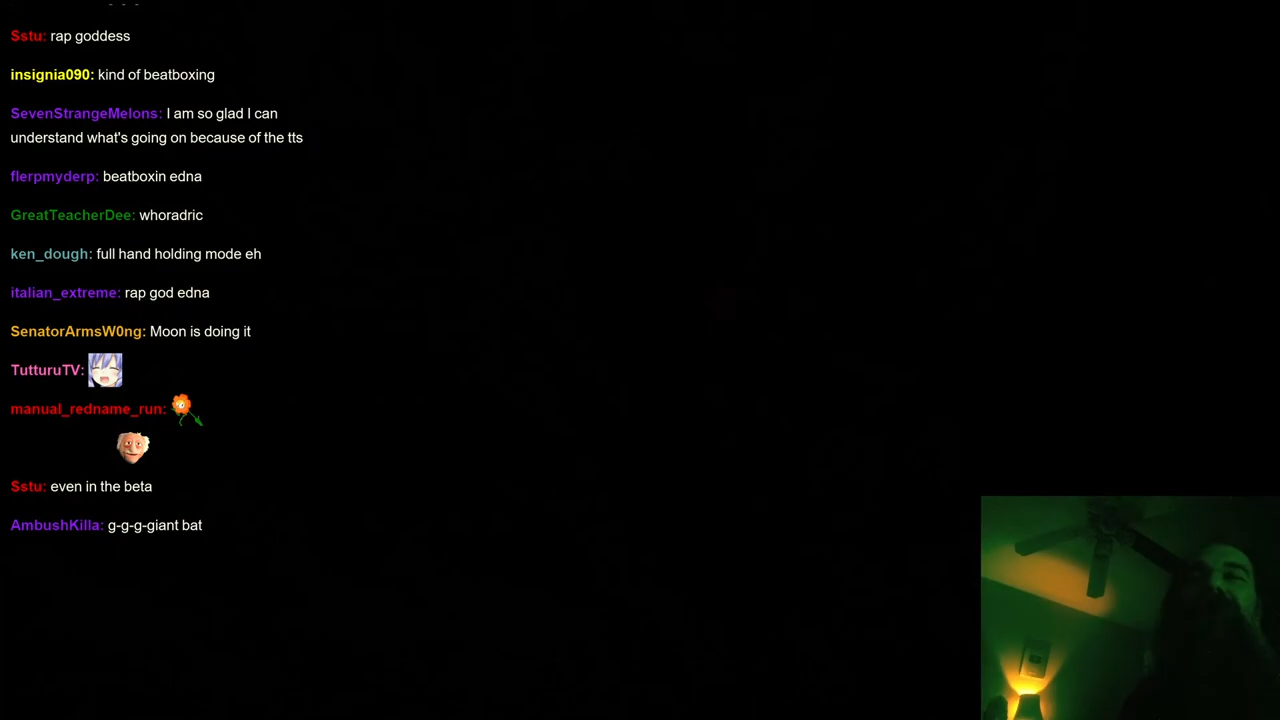 Sstu: rap goddess
insignia090: kind of beatboxing
SevenStrangeMelons: I am so glad I can
understand what's going on because of the tts
flerpmyderp: beatboxin edna
GreatTeacherDee: whoradric
ken_dough: full hand holding mode eh
italian_extreme: rap god edna
SenatorArmsW0ng: Moon is doing it
TutturuTV:
manual_redname_run:
Sstu: even in the beta
AmbushKilla: g-g-g-giant bat